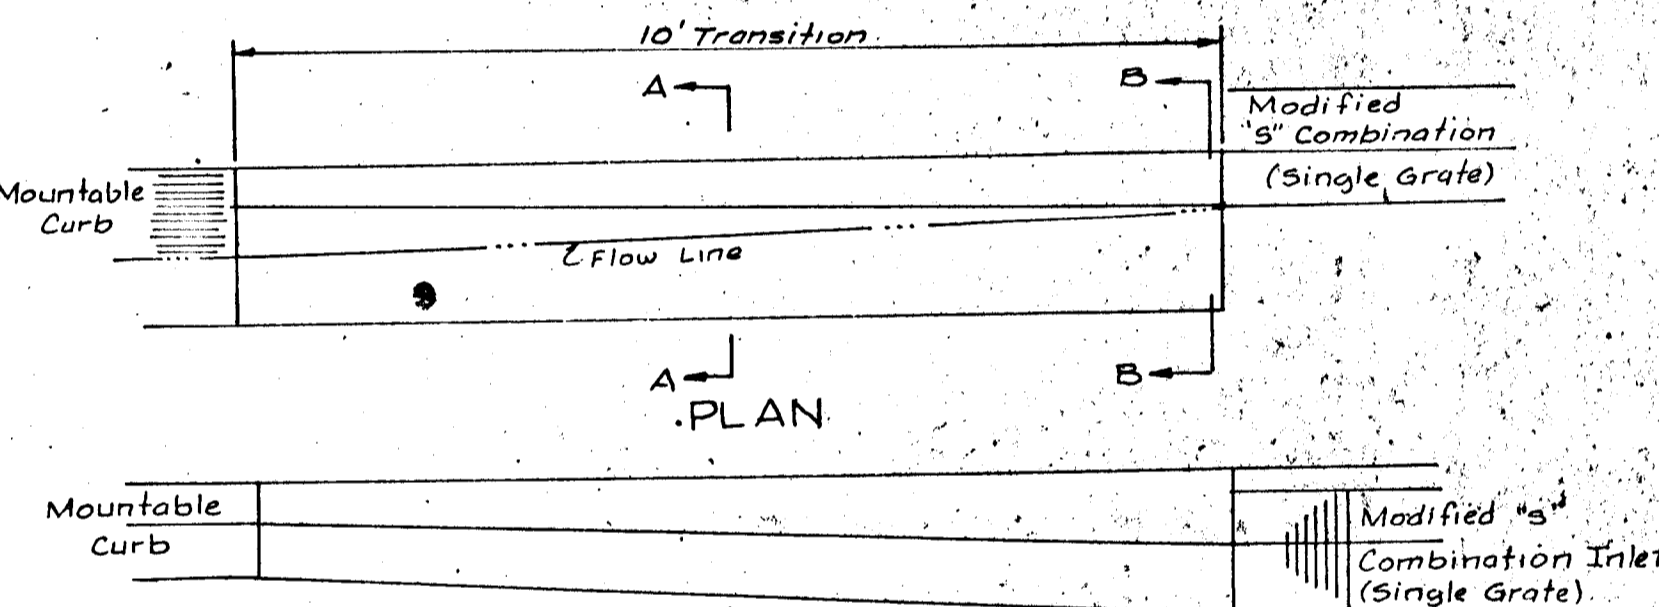 10' Transition
A
B
Modified
"S" Combination
(Single Grate)
Mountable
Curb
Flow Line
A
B
PLAN
Mountable
Curb
Modified "S"
Combination Inlet
(Single Grate)